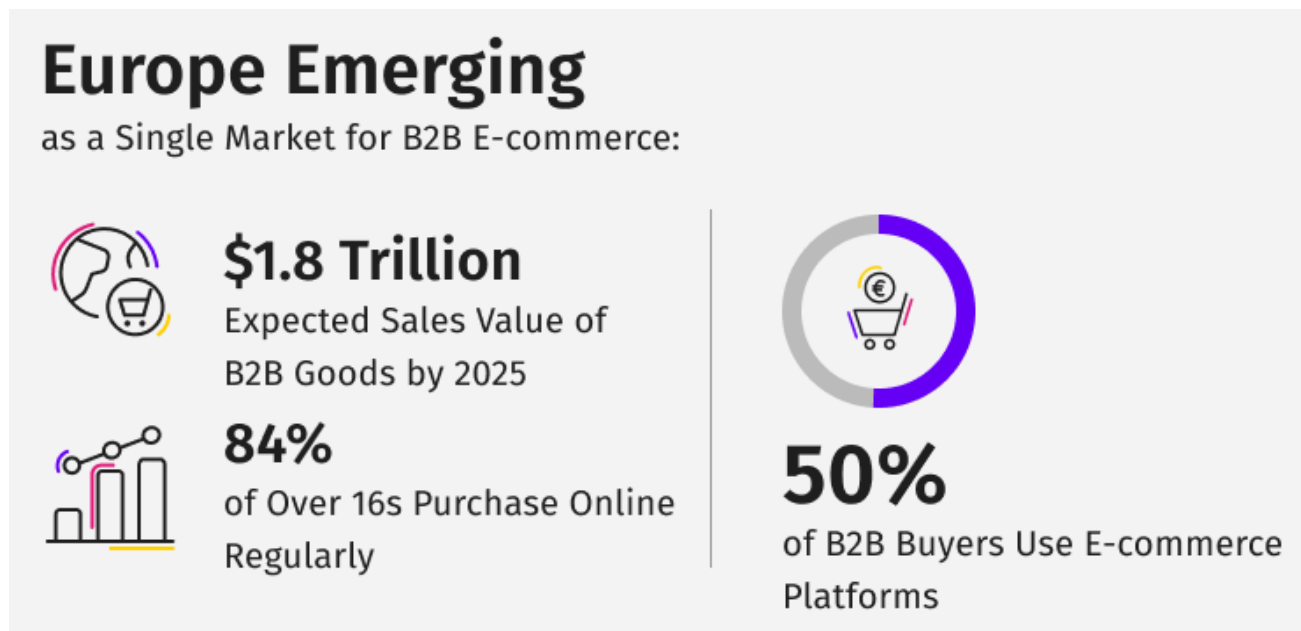 Europe Emerging
as a Single Market for B2B E-commerce:
$1.8 Trillion
Expected Sales Value of
B2B Goods by 2025
84%
of Over 16s Purchase Online
Regularly
€
50%
of B2B Buyers Use E-commerce
Platforms